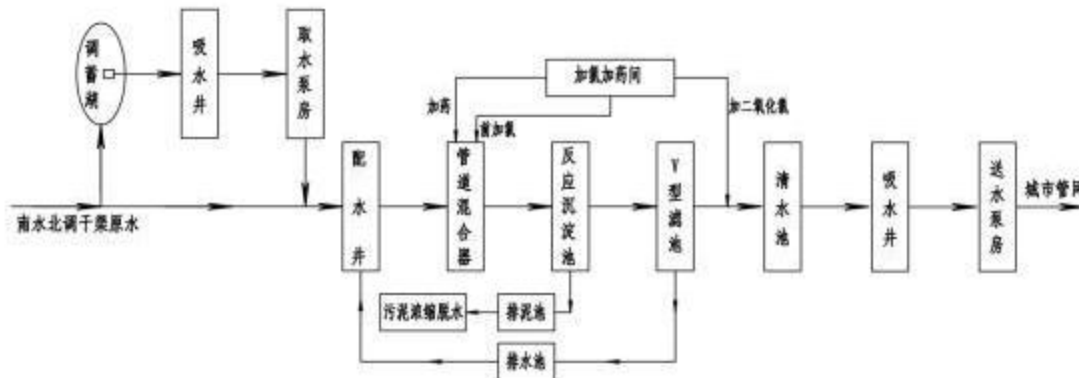 调蓄湖
吸水井
取水泵房
加氯加药间
加药
前加氯
加二氧化氯
南水北调干渠原水
配水井
管道混合器
反应沉淀池
V型滤池
清水池
吸水井
送水泵房
城市管网
污泥浓缩脱水
排泥池
排水池